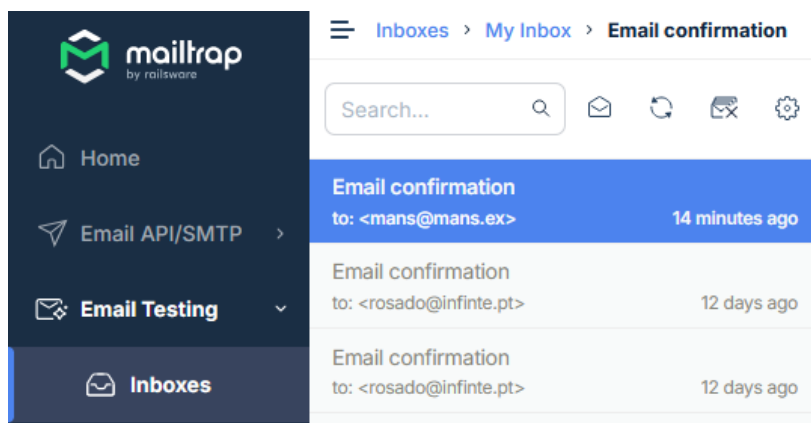 mailtrap
by railsware
Home
Email API/SMTP
Email Testing
Inboxes
Inboxes > My Inbox > Email confirmation
Search...
Email confirmation
to: <mans@mans.ex> 14 minutes ago
Email confirmation
to: <rosado@infinte.pt> 12 days ago
Email confirmation
to: <rosado@infinte.pt> 12 days ago